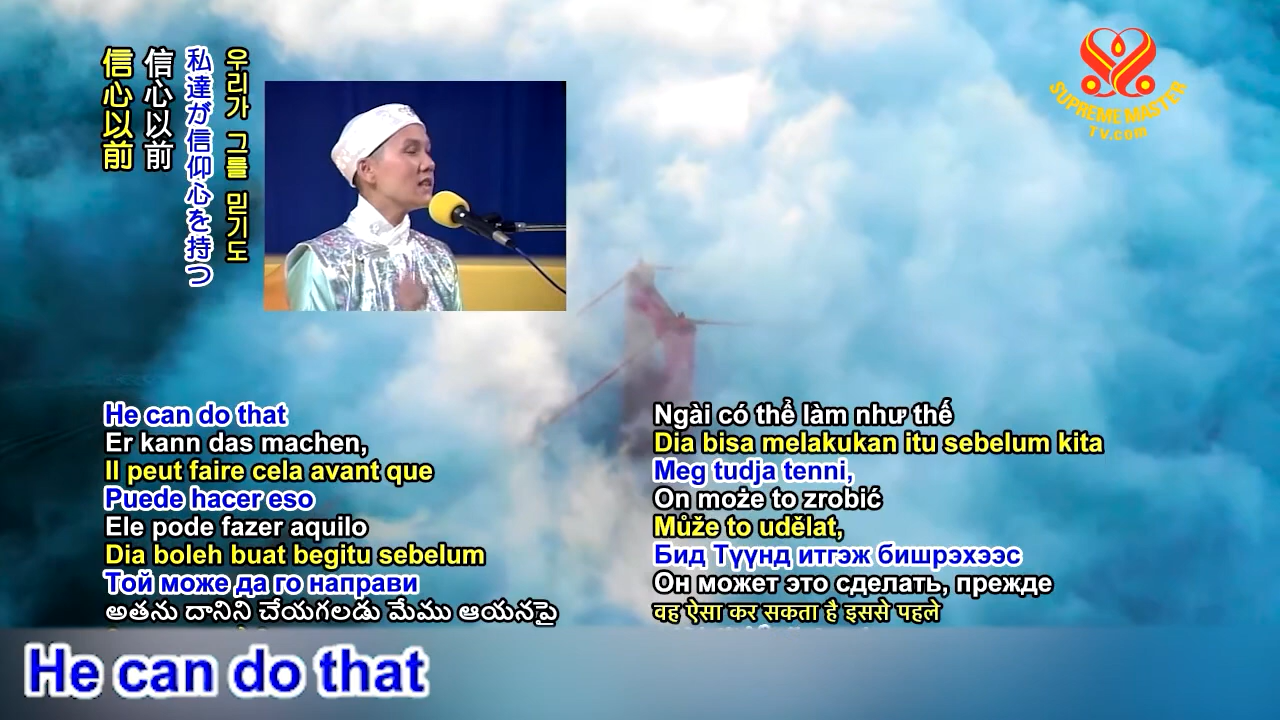 信心以前
信心以前
私達が信仰心を持つ
우리가 그를 믿기도
SUPREME MASTER
TV.com
He can do that
Er kann das machen,
Il peut faire cela avant que
Puede hacer eso
Ele pode fazer aquilo
Dia boleh buat begitu sebelum
Той може да го направи
అతను దానిని చేయగలడు మేము ఆయనపై
Ngài có thể làm như thế
Dia bisa melakukan itu sebelum kita
Meg tudja tenni,
On może to zrobić
Může to udělat,
Бид Түүнд итгэж бишрэхээс
Он может это сделать, прежде
वह ऐसा कर सकता है इससे पहले
He can do that